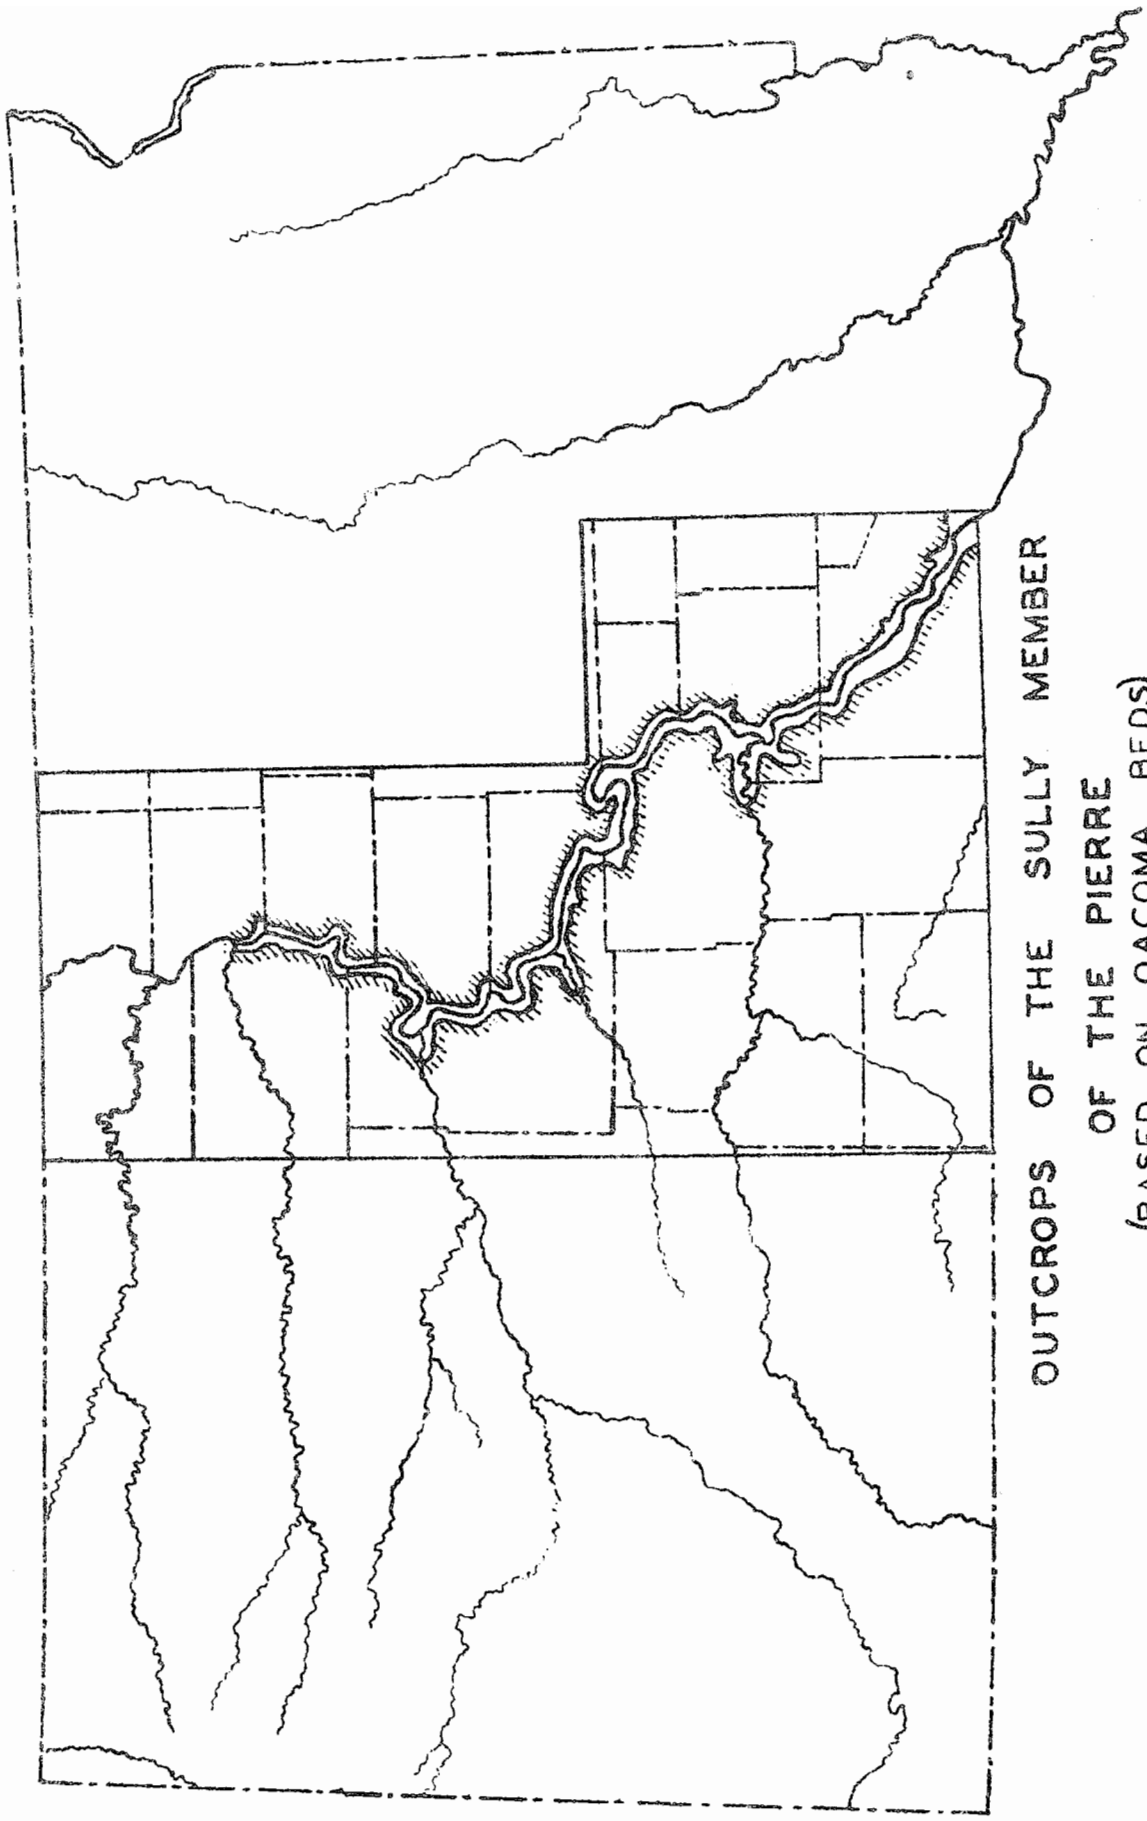 OUTCROPS OF THE SULLY MEMBER
OF THE PIERRE
(BASED ON OACOMA BEDS)